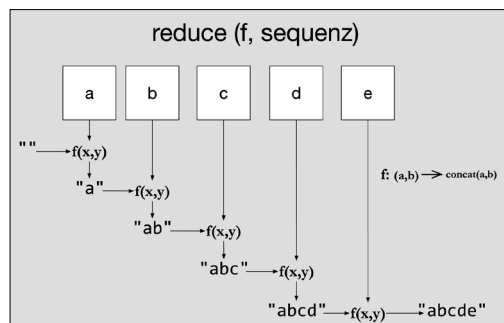 reduce (f, sequenz)
a b c d e
"" f(x,y)
"a" f(x,y)
f: (a,b) concat(a,b)
"ab" f(x,y)
"abc" f(x,y)
"abcd" f(x,y) "abcde"